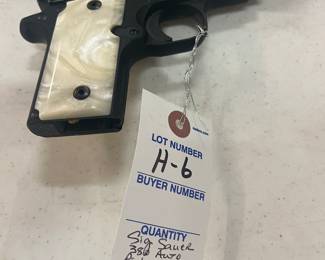 LOT NUMBER
H-6
BUYER NUMBER
QUANTITY
Sig Sauer
380 Auto